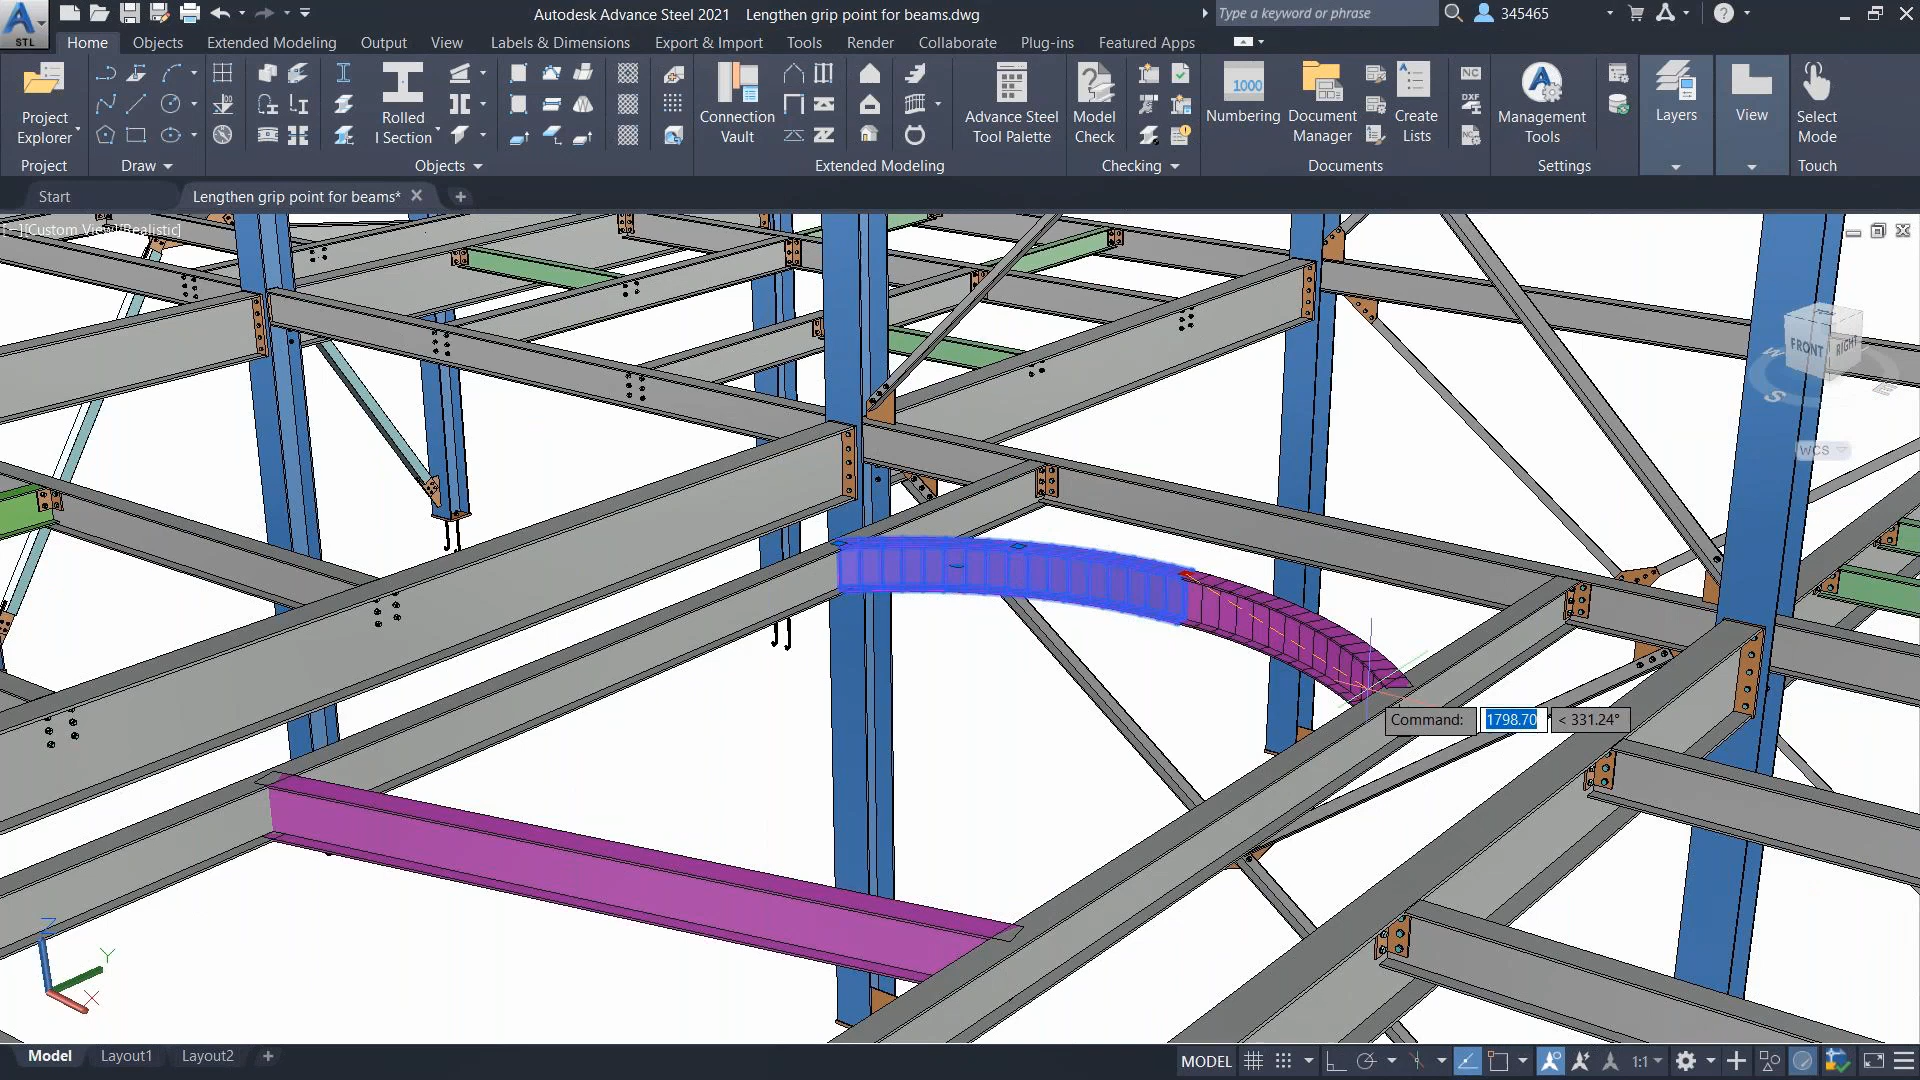 Autodesk Advance Steel 2021 Lengthen grip point for beams.dwg
Type a keyword or phrase
345465
STL
Home Objects Extended Modeling Output View Labels & Dimensions Export & Import Tools Render Collaborate Plug-ins Featured Apps
Project Explorer
Rolled I Section
Connection Vault
Advance Steel Tool Palette
Model Check
1000
Numbering
Document Manager
Create Lists
NC
DXF
Management Tools
Layers
View
Select Mode
Project Draw Objects Extended Modeling Checking Documents Settings Touch
Start
Lengthen grip point for beams*
[−][Custom View][Realistic]
FRONT
RIGHT
W
S
WCS
Command: 1798.70 < 331.24°
Z
Y
X
Model Layout1 Layout2
MODEL
1:1